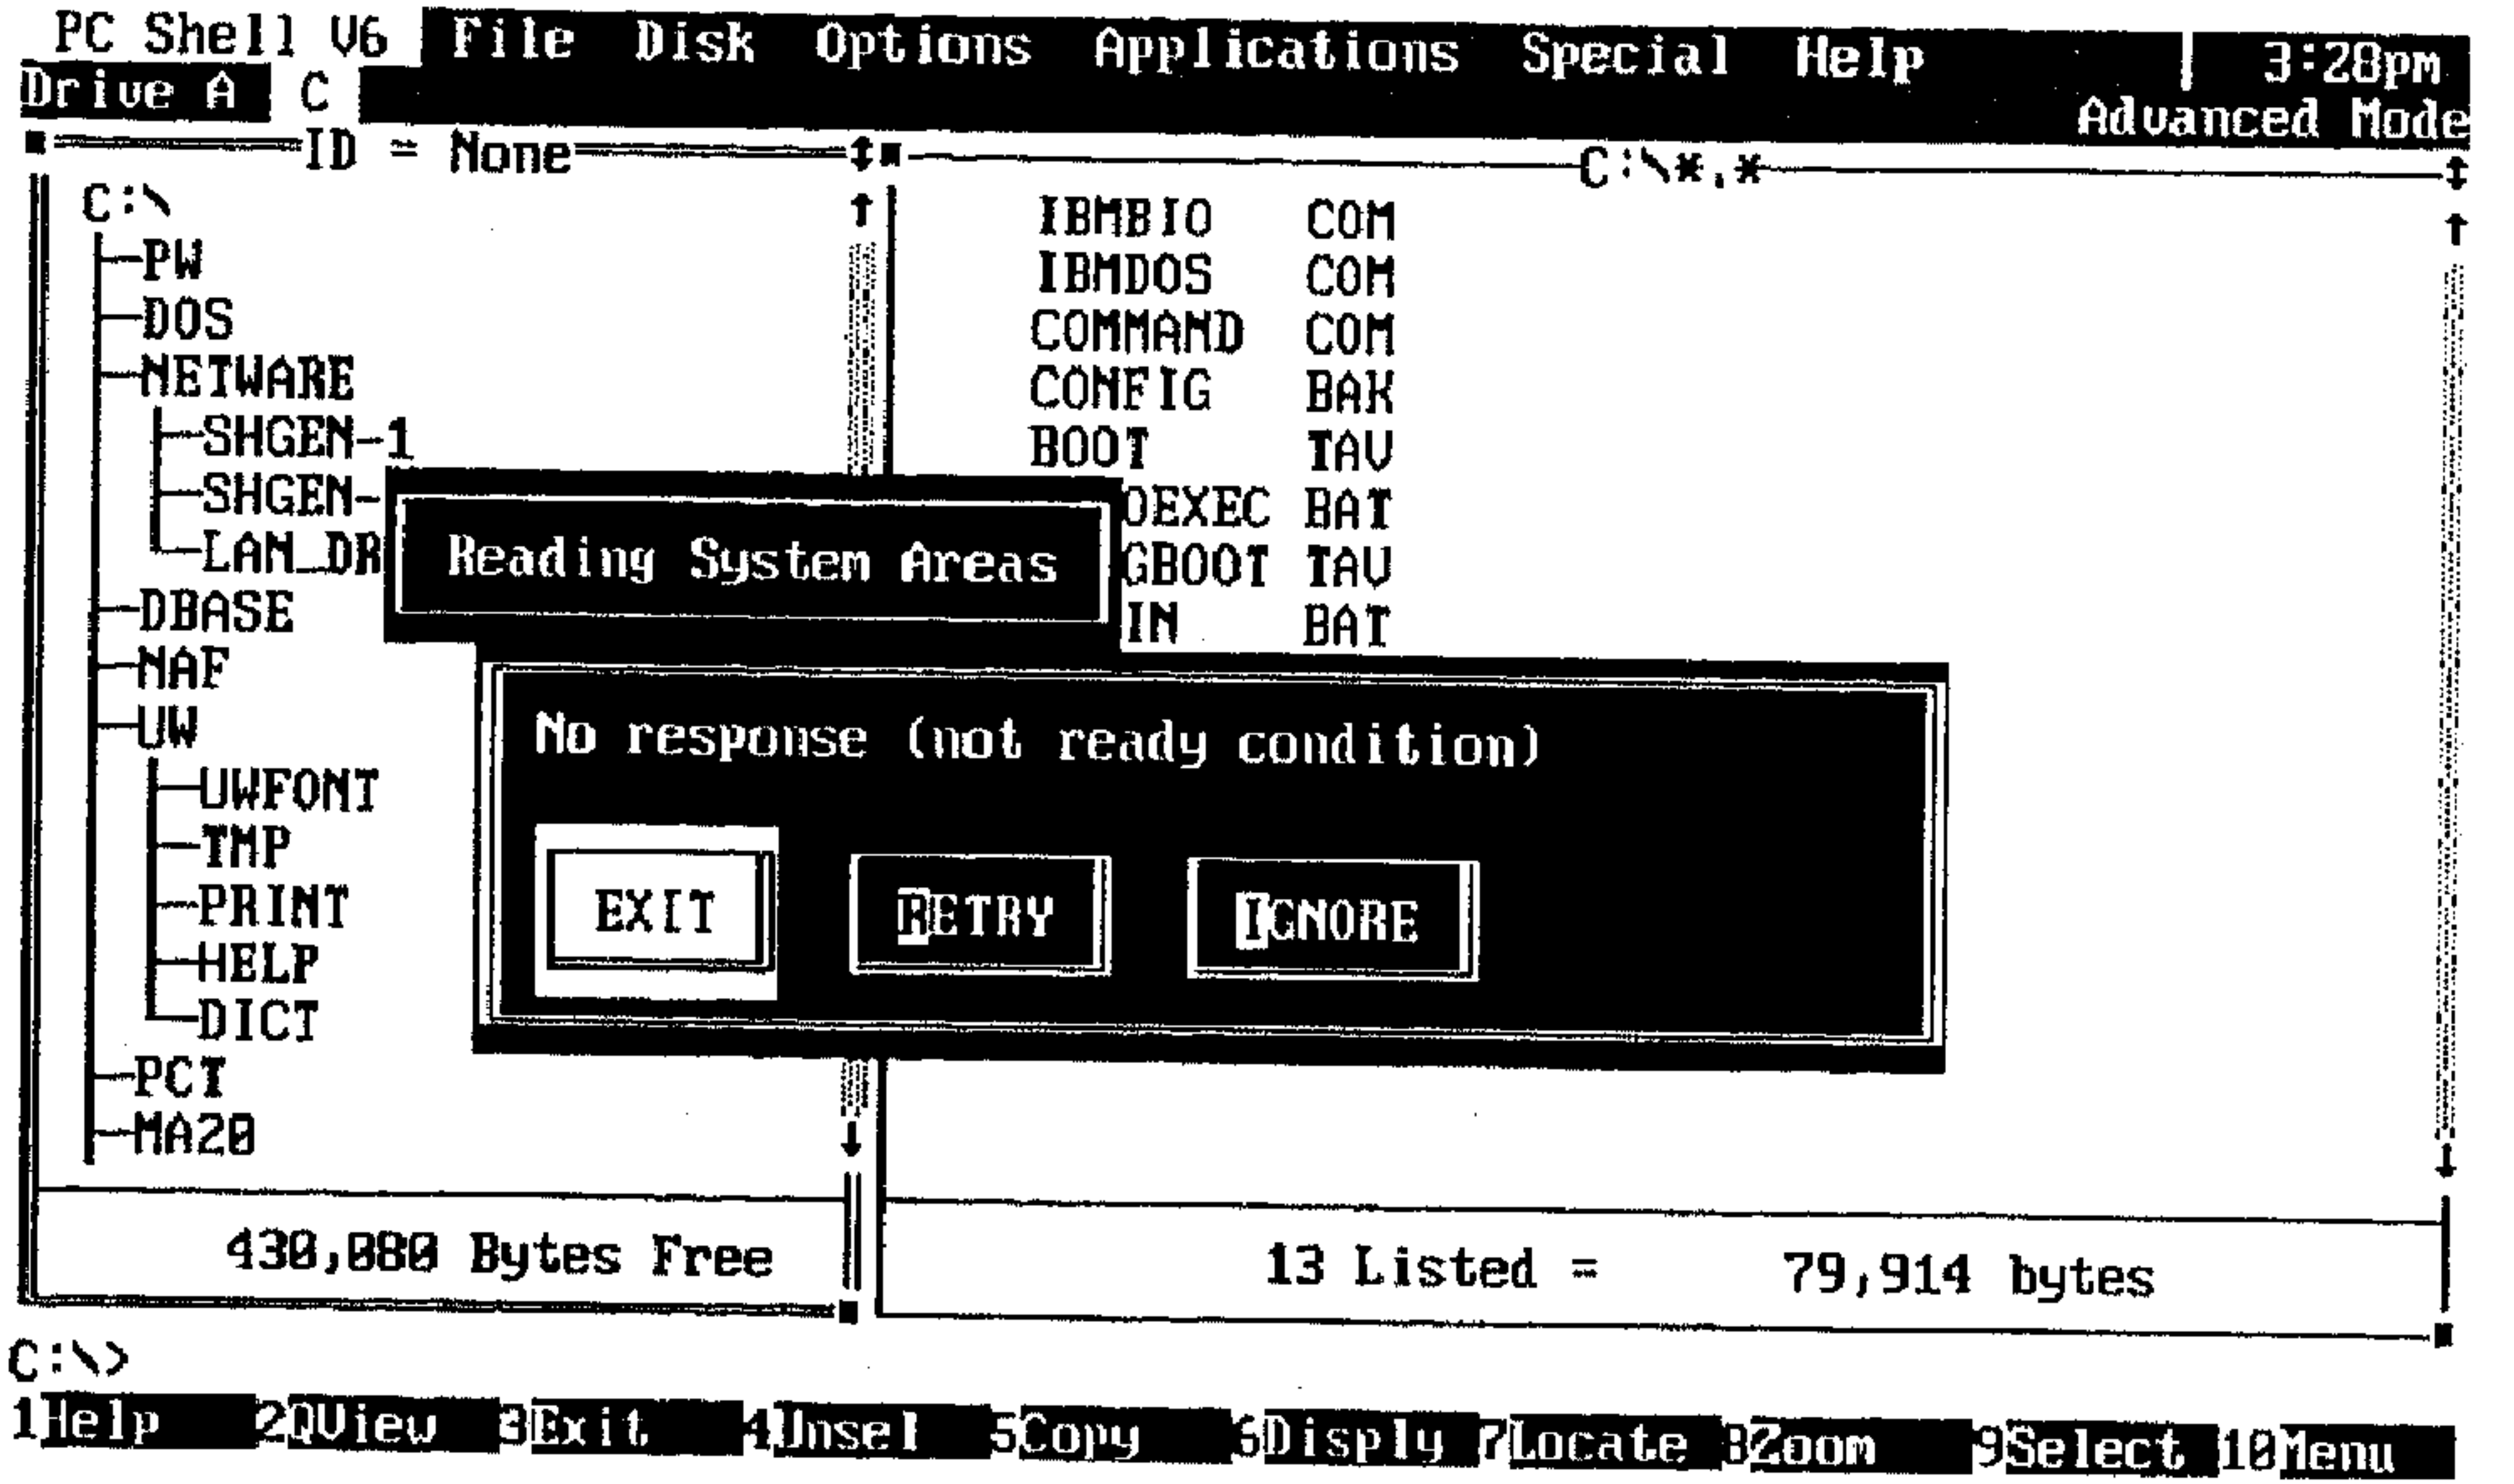 PC Shell V6 File Disk Options Applications Special Help 3:28pm
Drive A C Advanced Mode
ID = None C:\*.*
C:\ IBMBIO COM
PW IBMDOS COM
DOS COMMAND COM
NETWARE CONFIG BAK
SHGEN-1 BOOT TAV
SHGEN- OEXEC BAT
LAN_DR Reading System Areas GBOOT TAV
DBASE IN BAT
NAF
UW No response (not ready condition)
UWFONT
TMP
PRINT EXIT RETRY IGNORE
HELP
DICT
PCT
MA20
430,080 Bytes Free 13 Listed = 79,914 bytes
C:\>
1Help 2QView 3Exit 4Unsel 5Copy 6Disply 7Locate 8Zoom 9Select 10Menu